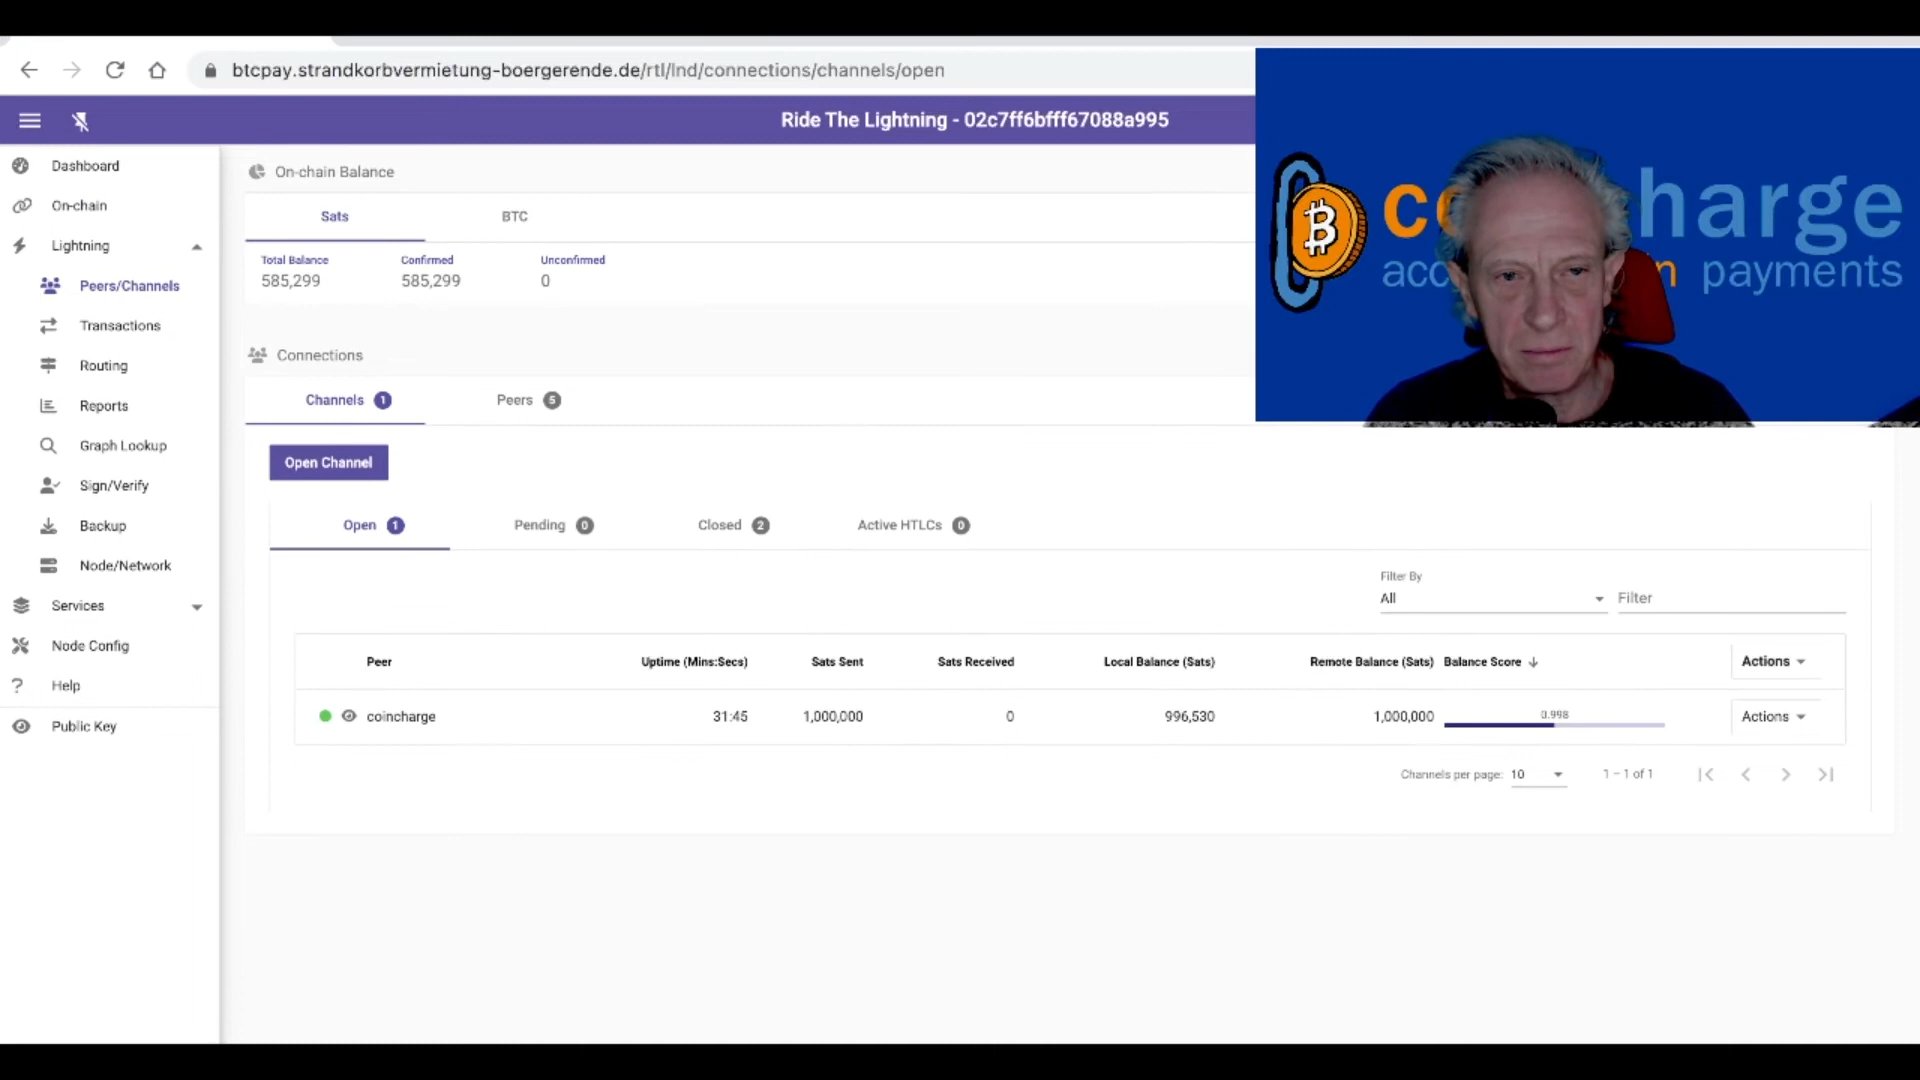 btcpay.strandkorbvermietung-boergerende.de/rtl/lnd/connections/channels/open
Ride The Lightning - 02c7ff6bfff67088a995
Dashboard
On-chain
Lightning
Peers/Channels
Transactions
Routing
Reports
Graph Lookup
Sign/Verify
Backup
Node/Network
Services
Node Config
Help
Public Key
On-chain Balance
Sats BTC
Total Balance Confirmed Unconfirmed
585,299 585,299 0
Connections
Channels 1 Peers 5
Open Channel
Open 1 Pending 0 Closed 2 Active HTLCs 0
Filter By
All Filter
Peer Uptime (Mins:Secs) Sats Sent Sats Received Local Balance (Sats) Remote Balance (Sats) Balance Score Actions
coincharge 31:45 1,000,000 0 996,530 1,000,000 0.998 Actions
Channels per page: 10 1 – 1 of 1
harge
payments